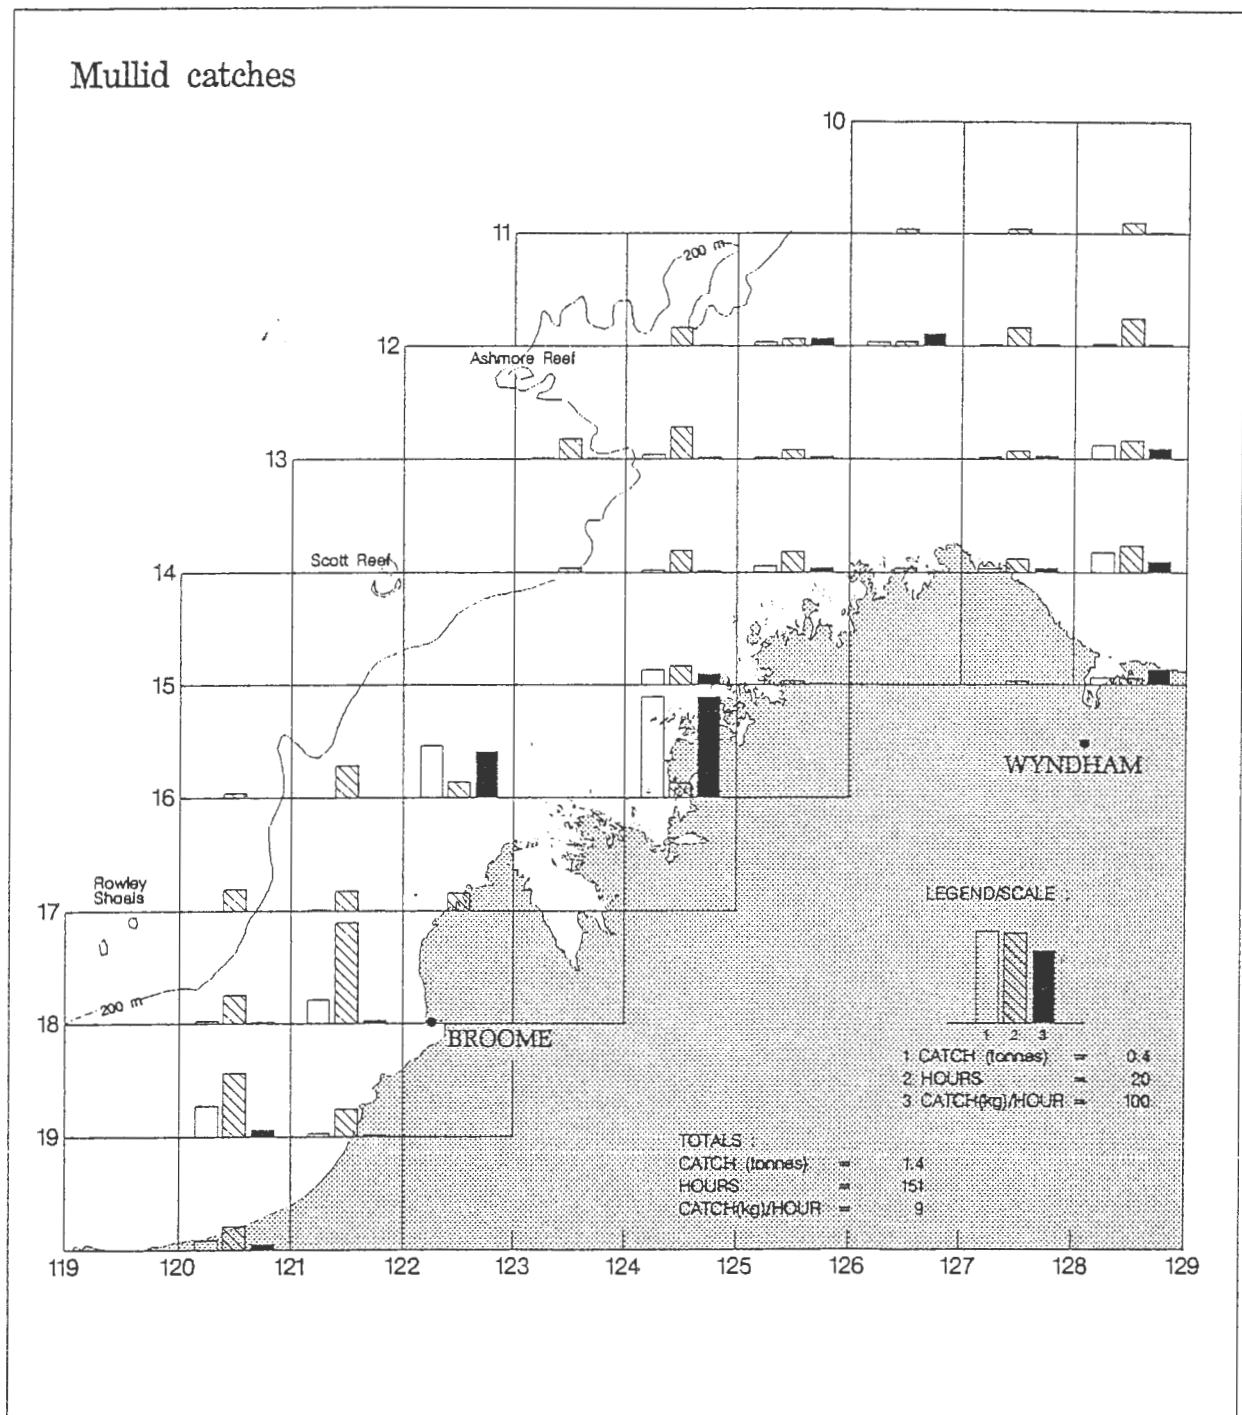 Mullid catches
10
11
200 m
12
Ashmore Reef
13
Scott Reef
14
15
WYNDHAM
16
Rowley
Shoals
LEGEND/SCALE :
17
200 m
18
BROOME
1 2 3
1 CATCH (tonnes) = 0.4
2 HOURS = 20
3 CATCH(kg)/HOUR = 100
19
TOTALS :
CATCH (tonnes) = 1.4
HOURS = 151
CATCH(kg)/HOUR = 9
119 120 121 122 123 124 125 126 127 128 129